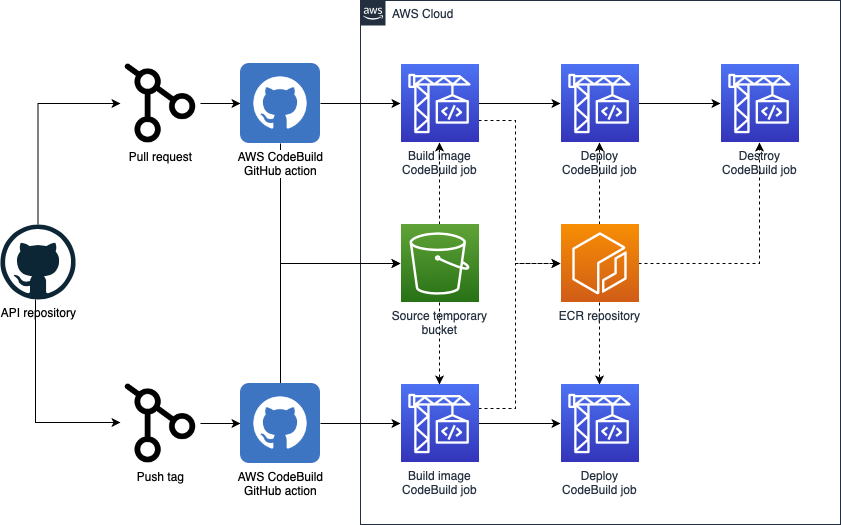 aws
AWS Cloud
Pull request
AWS CodeBuild
GitHub action
Build image
CodeBuild job
Deploy
CodeBuild job
Destroy
CodeBuild job
API repository
Source temporary
bucket
ECR repository
Push tag
AWS CodeBuild
GitHub action
Build image
CodeBuild job
Deploy
CodeBuild job